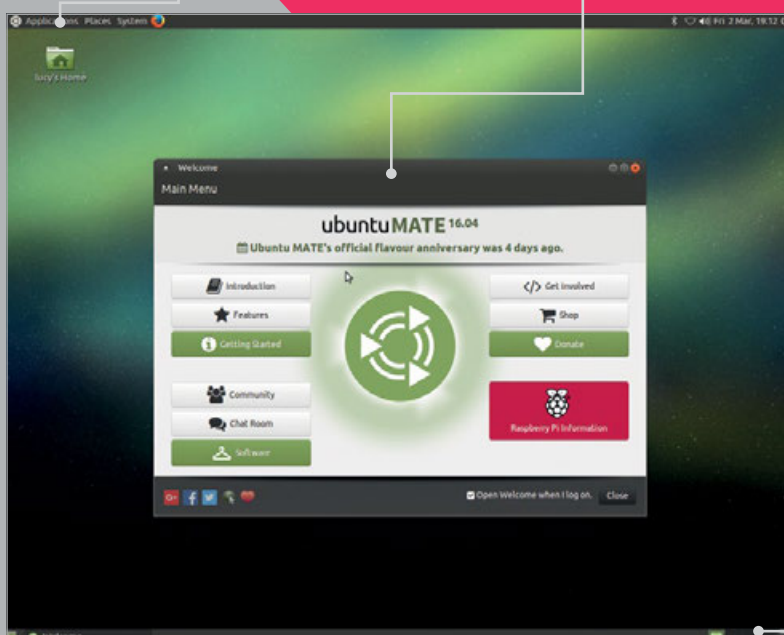 Applications Places System
Fri 2 Mar, 19:12
lucy's Home
Welcome
Main Menu
ubuntu MATE 16.04
Ubuntu MATE's official flavour anniversary was 4 days ago.
Introduction
Features
Getting Started
Community
Chat Room
Software
Get Involved
Shop
Donate
Raspberry Pi Information
Open Welcome when I log on.
Close